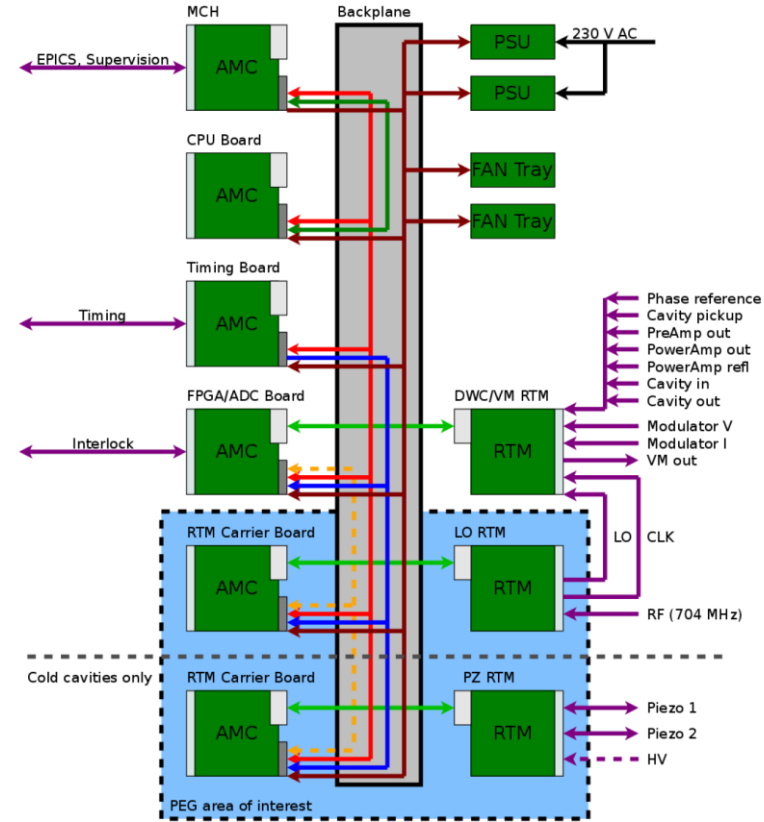 MCH
Backplane
230 V AC
EPICS, Supervision
AMC
PSU
PSU
CPU Board
AMC
FAN Tray
FAN Tray
Timing Board
Timing
AMC
Phase reference
Cavity pickup
PreAmp out
PowerAmp out
PowerAmp refl
Cavity in
Cavity out
FPGA/ADC Board
DWC/VM RTM
Interlock
AMC
RTM
Modulator V
Modulator I
VM out
RTM Carrier Board
LO RTM
LO
CLK
AMC
RTM
RF (704 MHz)
Cold cavities only
RTM Carrier Board
PZ RTM
AMC
RTM
Piezo 1
Piezo 2
HV
PEG area of interest